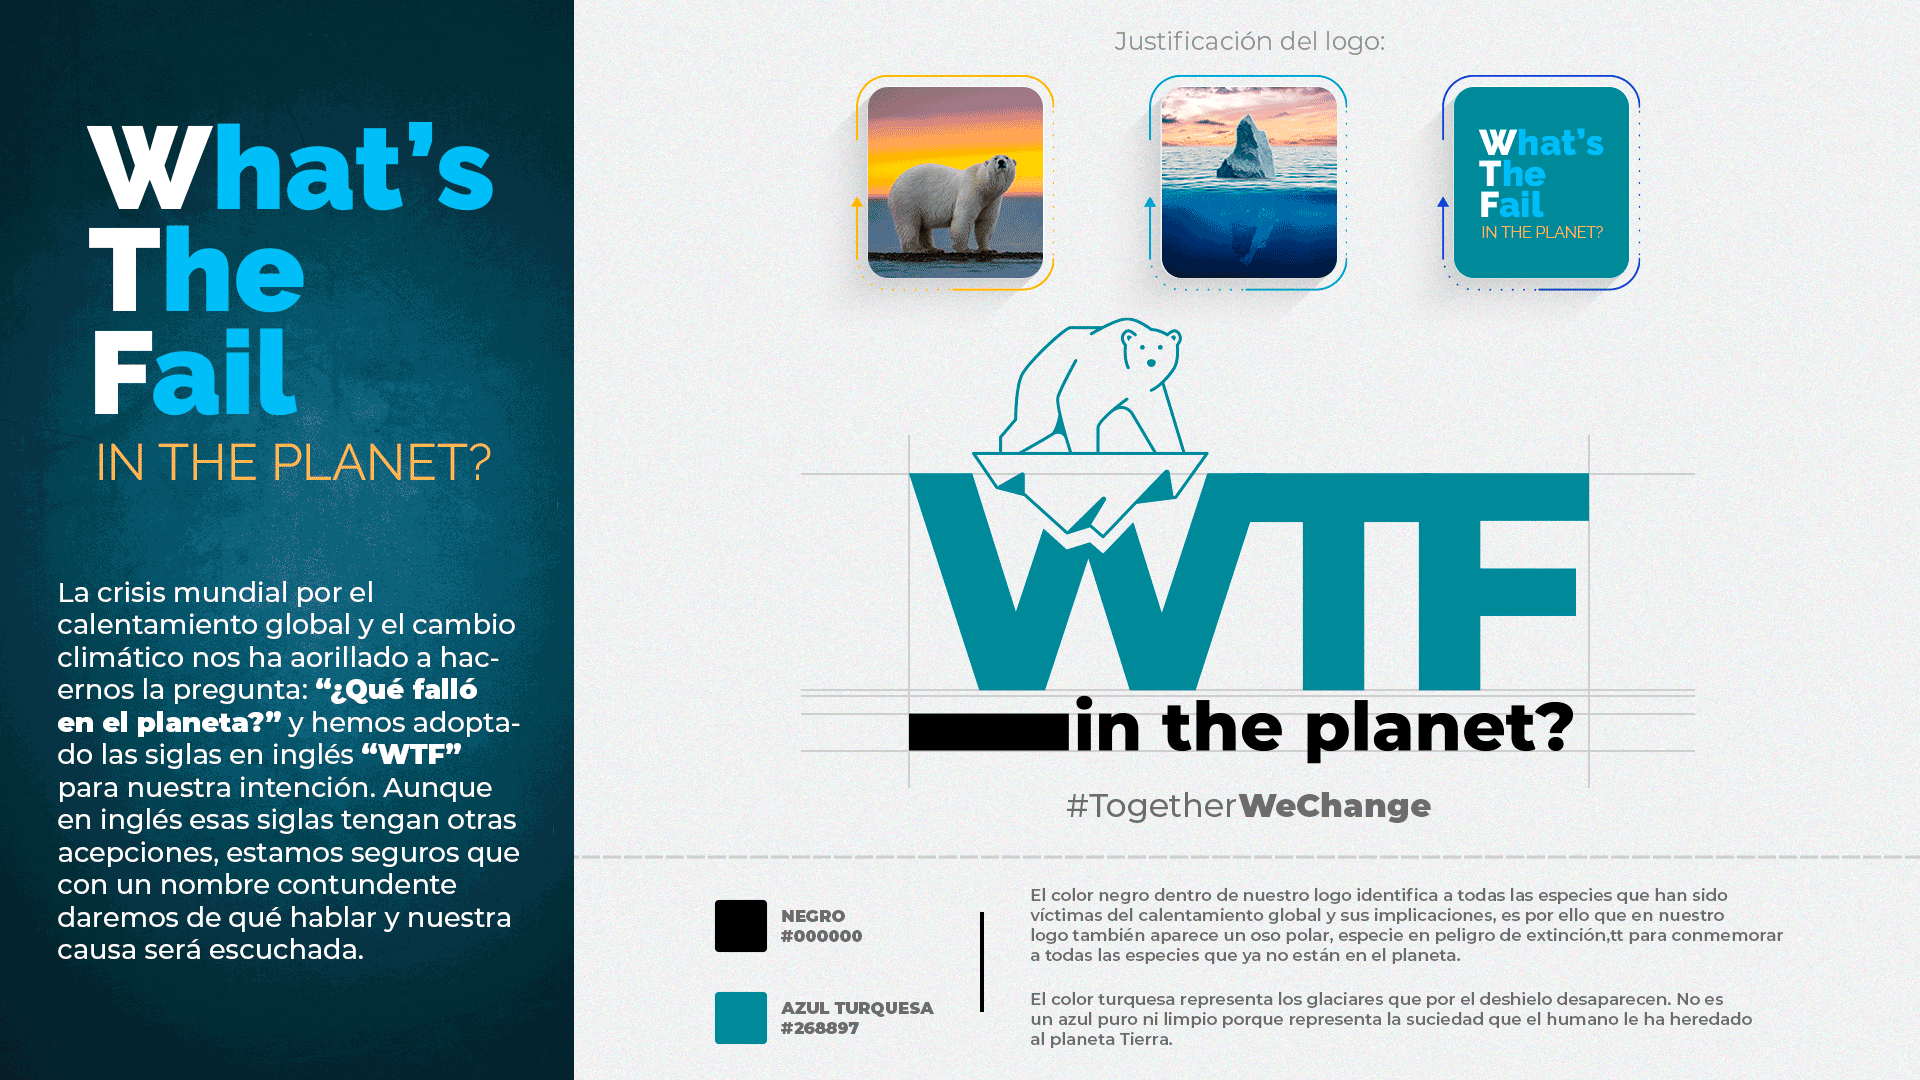 What's
The
Fail
IN THE PLANET?
La crisis mundial por el
calentamiento global y el cambio
climático nos ha aorillado a hac-
ernos la pregunta: “¿Qué falló
en el planeta?” y hemos adopta-
do las siglas en inglés “WTF”
para nuestra intención. Aunque
en inglés esas siglas tengan otras
acepciones, estamos seguros que
con un nombre contundente
daremos de qué hablar y nuestra
causa será escuchada.
Justificación del logo:
What's
The
Fail
IN THE PLANET?
WTF
in the planet?
#TogetherWeChange
NEGRO
#000000
AZUL TURQUESA
#268897
El color negro dentro de nuestro logo identifica a todas las especies que han sido
víctimas del calentamiento global y sus implicaciones, es por ello que en nuestro
logo también aparece un oso polar, especie en peligro de extinción,tt para conmemorar
a todas las especies que ya no están en el planeta.
El color turquesa representa los glaciares que por el deshielo desaparecen. No es
un azul puro ni limpio porque representa la suciedad que el humano le ha heredado
al planeta Tierra.